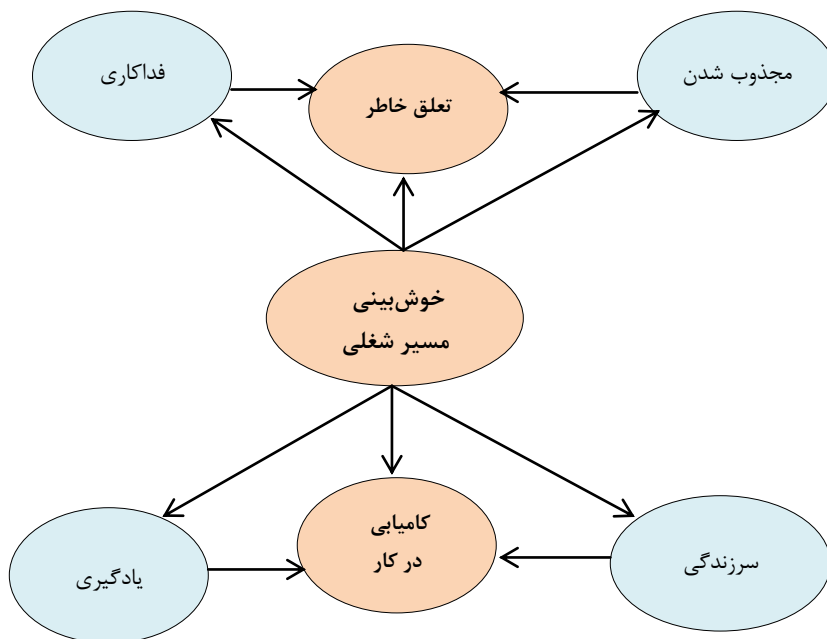 مجذوب شدن
فداکاری
تعلق خاطر
خوش‌بینی
مسیر شغلی
کامیابی
در کار
سرزندگی
یادگیری